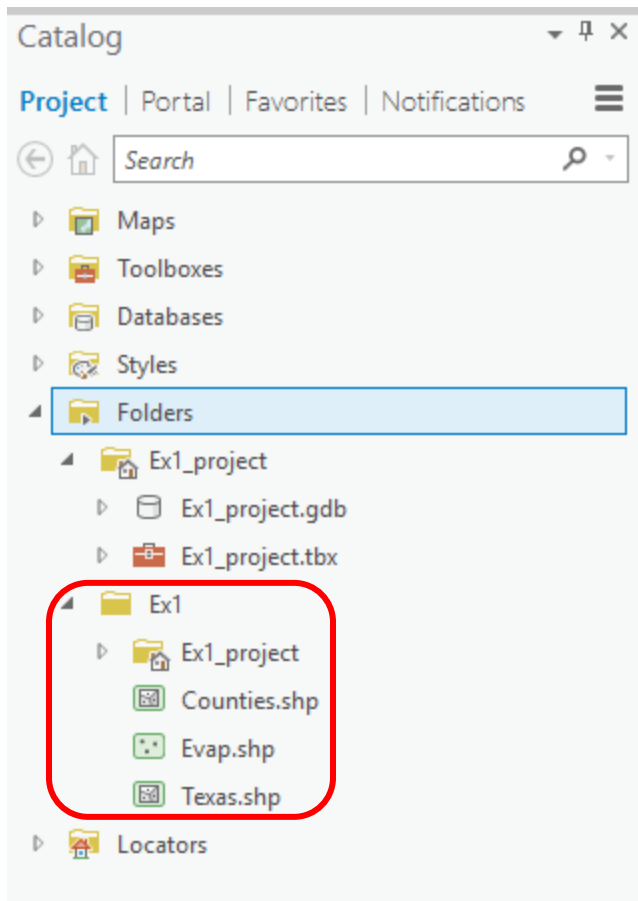 Catalog
Project | Portal | Favorites | Notifications
Search
Maps
Toolboxes
Databases
Styles
Folders
Ex1_project
Ex1_project.gdb
Ex1_project.tbx
Ex1
Ex1_project
Counties.shp
Evap.shp
Texas.shp
Locators